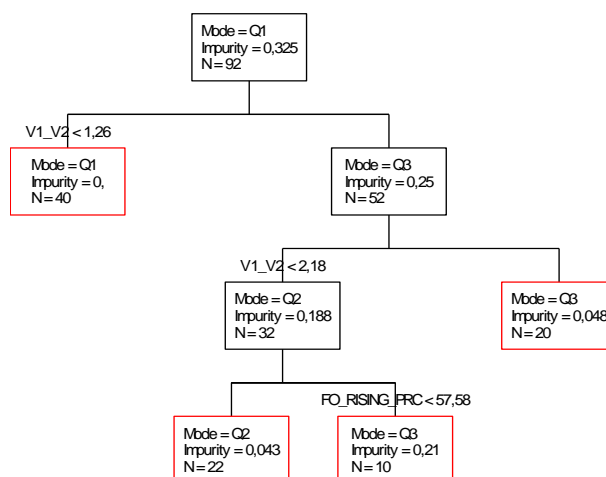 Mode = Q1
Impurity = 0,325
N = 92
V1_V2 < 1,26
Mode = Q1
Impurity = 0,
N = 40
Mode = Q3
Impurity = 0,25
N = 52
V1_V2 < 2,18
Mode = Q2
Impurity = 0,188
N = 32
Mode = Q3
Impurity = 0,048
N = 20
FO_RISING_PRC < 57,58
Mode = Q2
Impurity = 0,043
N = 22
Mode = Q3
Impurity = 0,21
N = 10